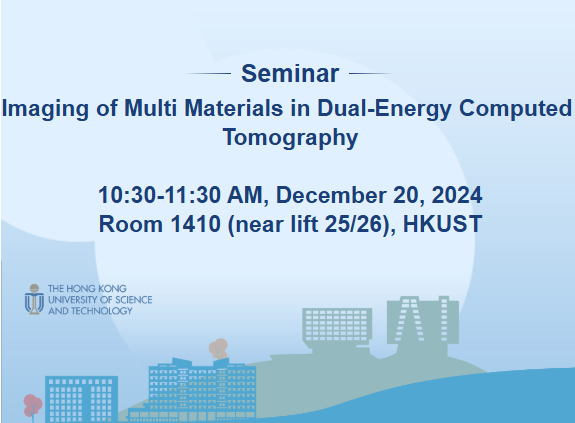 Seminar
Imaging of Multi Materials in Dual-Energy Computed
Tomography
10:30-11:30 AM, December 20, 2024
Room 1410 (near lift 25/26), HKUST
THE HONG KONG
UNIVERSITY OF SCIENCE
AND TECHNOLOGY